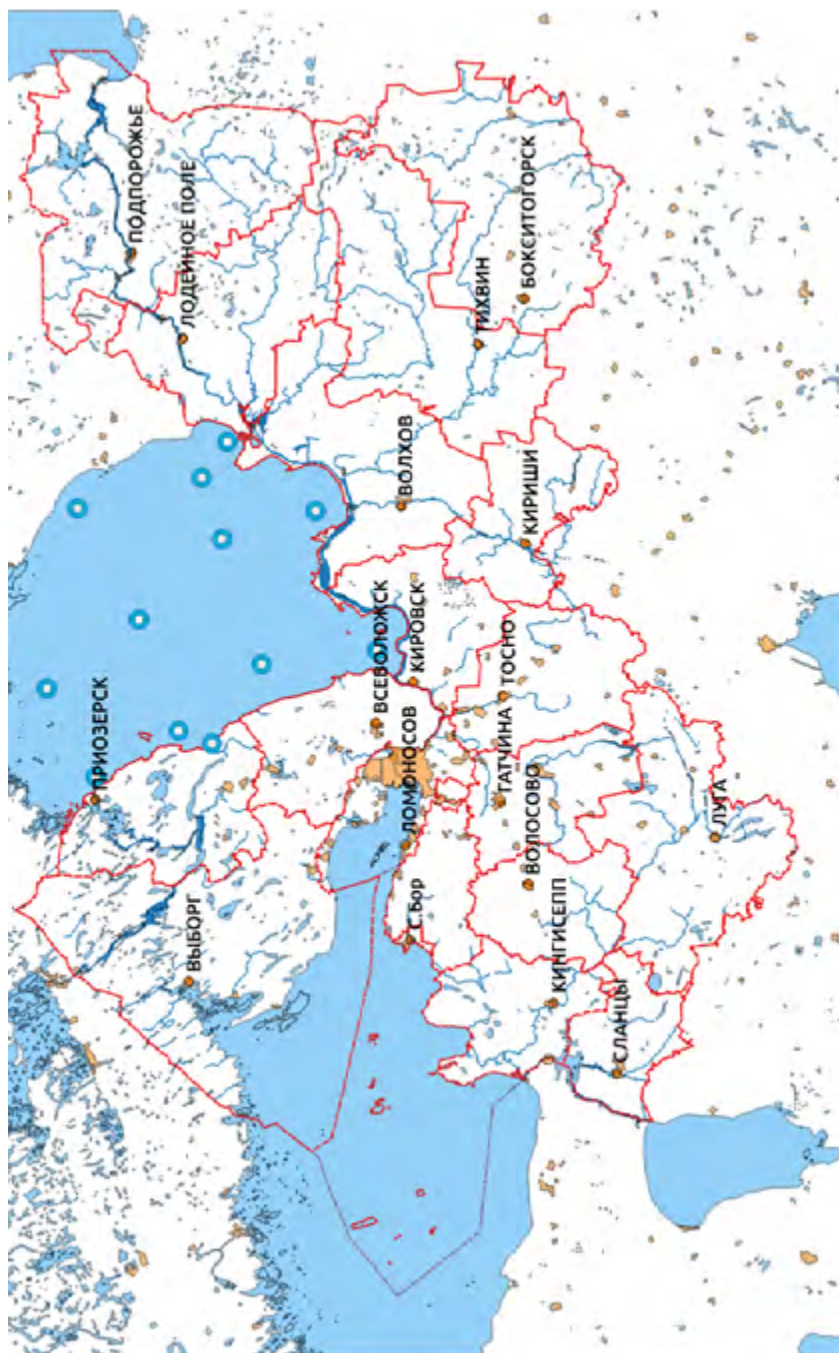 ПОДПОРОЖЬЕ
ЛОДЕЙНОЕ ПОЛЕ
ПРИОЗЕРСК
ВЫБОРГ
ВСЕВОЛОЖСК
КИРОВСК
ВОЛХОВ
ТИХВИН
БОКСИТОГОРСК
ЛОМОНОСОВ
С.Бор
КИРИШИ
ТОСНО
ГАТЧИНА
ВОЛОСОВО
КИНГИСЕПП
СЛАНЦЫ
ЛУГА